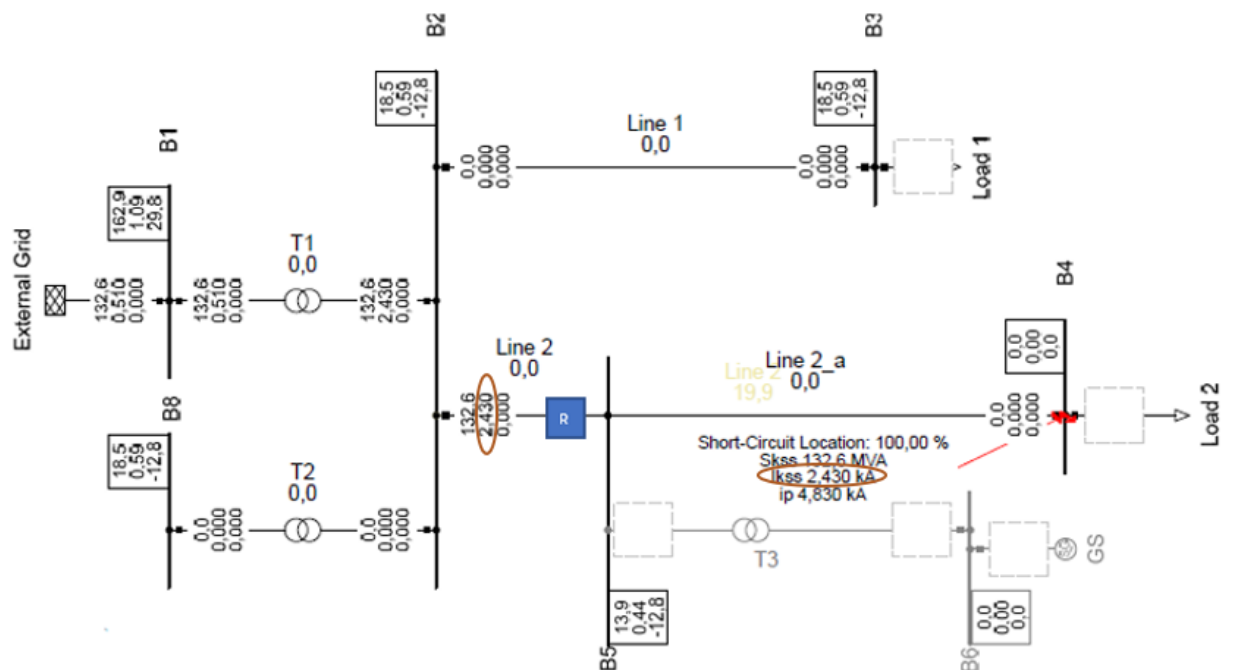 B2
B3
B1
18.5
0.59
-12,8
18.5
0.59
-12,8
Line 1
0,0
0.0
0,000
0,000
0.0
0,000
0,000
Load 1
162,9
1.09
29.8
External Grid
T1
0,0
132,6
0,510
0,000
132,6
0,510
0,000
132,6
2,430
0,000
B4
0,0
0.00
0.0
Line 2
0,0
Line 2_a
0,0
Line 2
19,9
132.6
2,430
0,000
R
0.0
0,000
0,000
Load 2
B8
18.5
0.59
-12,8
Short-Circuit Location: 100,00 %
Skss 132,6 MVA
Ikss 2,430 kA
ip 4,830 kA
T2
0,0
0.0
0,000
0,000
0.0
0,000
0,000
T3
SG
GS
13,9
0.44
-12,8
0,0
0.00
0,0
B5
B6